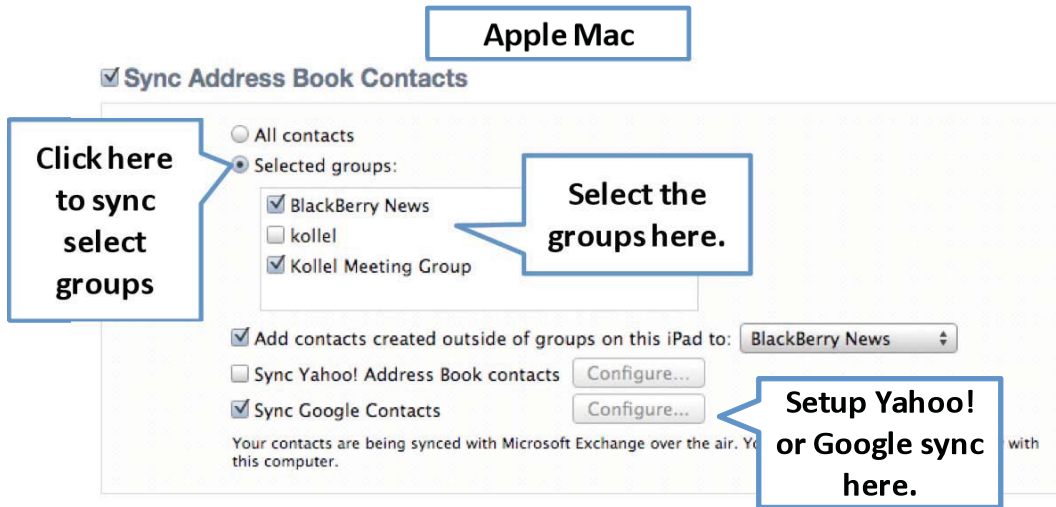 Apple Mac
Sync Address Book Contacts
All contacts
Click here
to sync
select
groups
Selected groups:
BlackBerry News
kollel
Kollel Meeting Group
Select the
groups here.
Add contacts created outside of groups on this iPad to: BlackBerry News
Sync Yahoo! Address Book contacts Configure...
Sync Google Contacts Configure...
Setup Yahoo!
or Google sync
here.
Your contacts are being synced with Microsoft Exchange over the air. with
this computer.